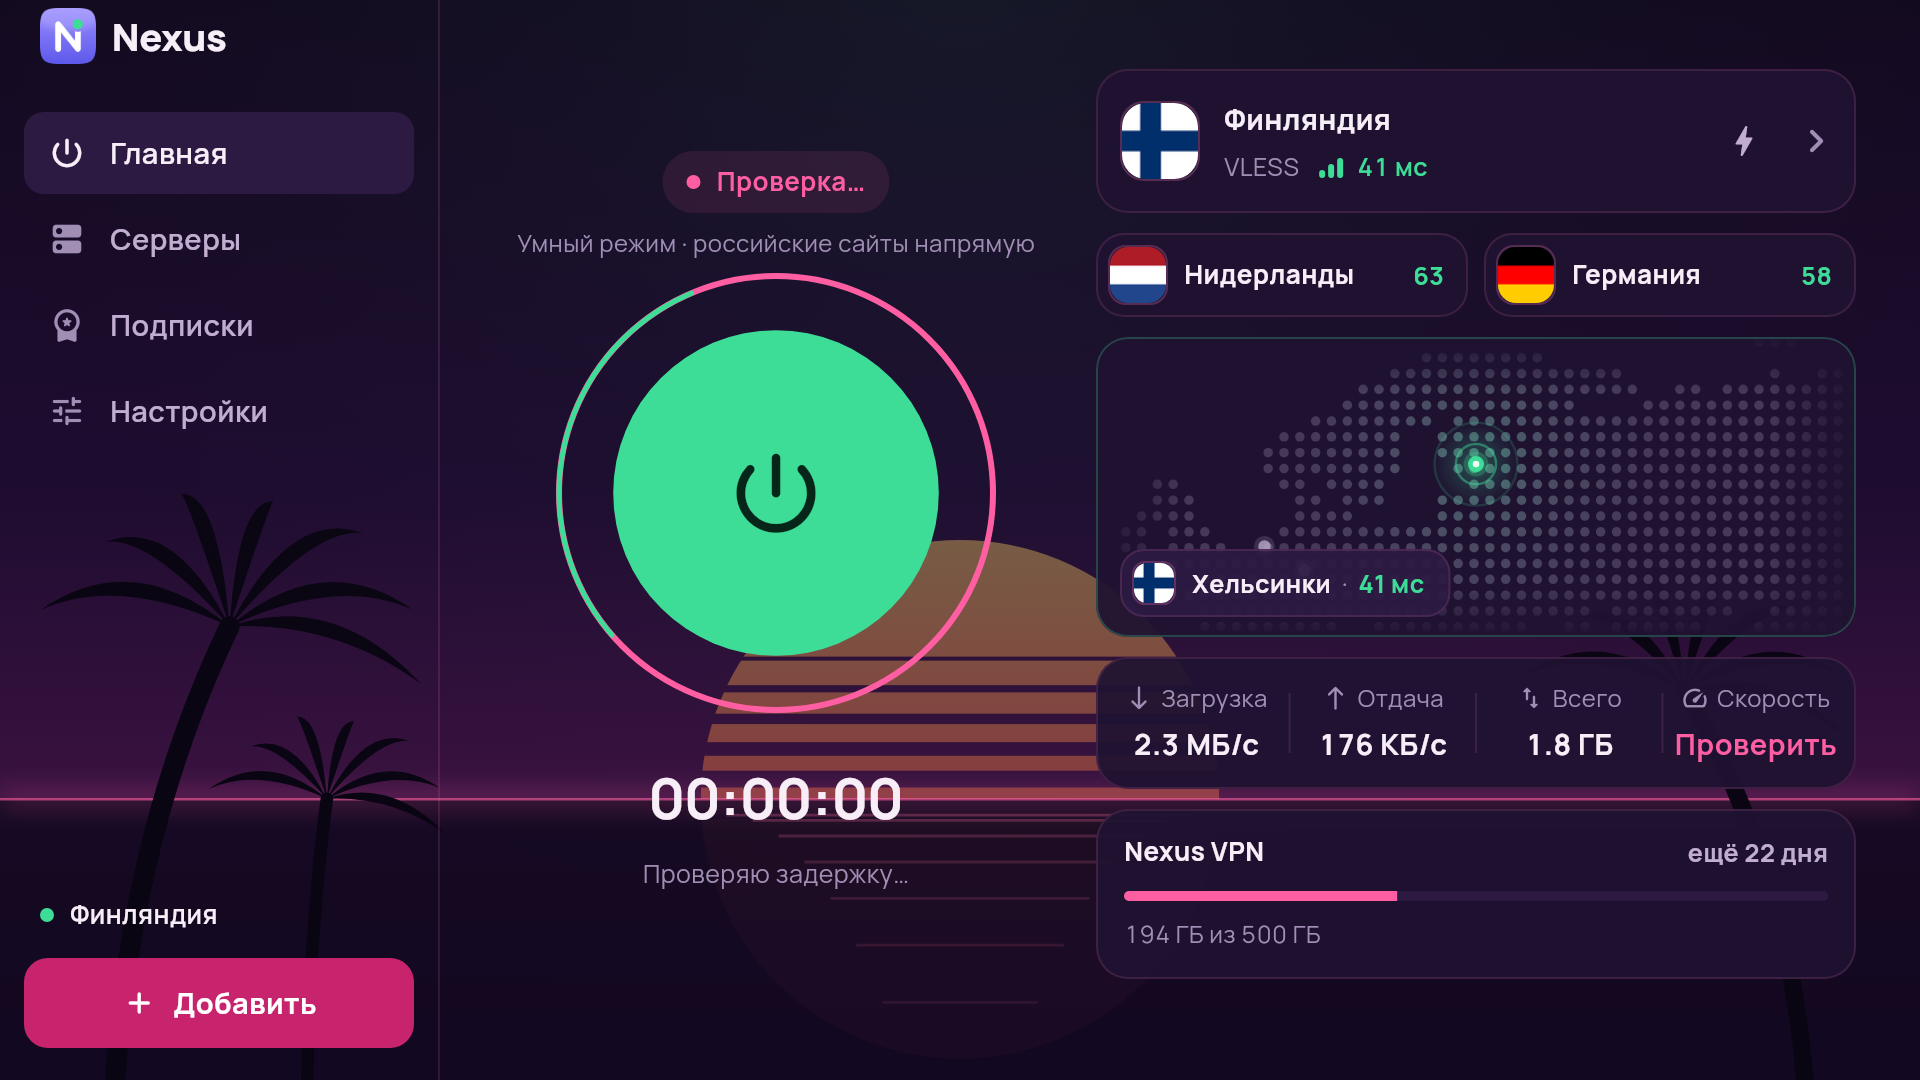 Nexus
Главная
Серверы
Подписки
Настройки
Финляндия
Добавить
Проверка...
Умный режим · российские сайты напрямую
00:00:00
Проверяю задержку...
Финляндия
VLESS 41 мс
Нидерланды 63
Германия 58
Хельсинки · 41 мс
Загрузка Отдача Всего Скорость
2.3 МБ/с 176 КБ/с 1.8 ГБ Проверить
Nexus VPN ещё 22 дня
194 ГБ из 500 ГБ